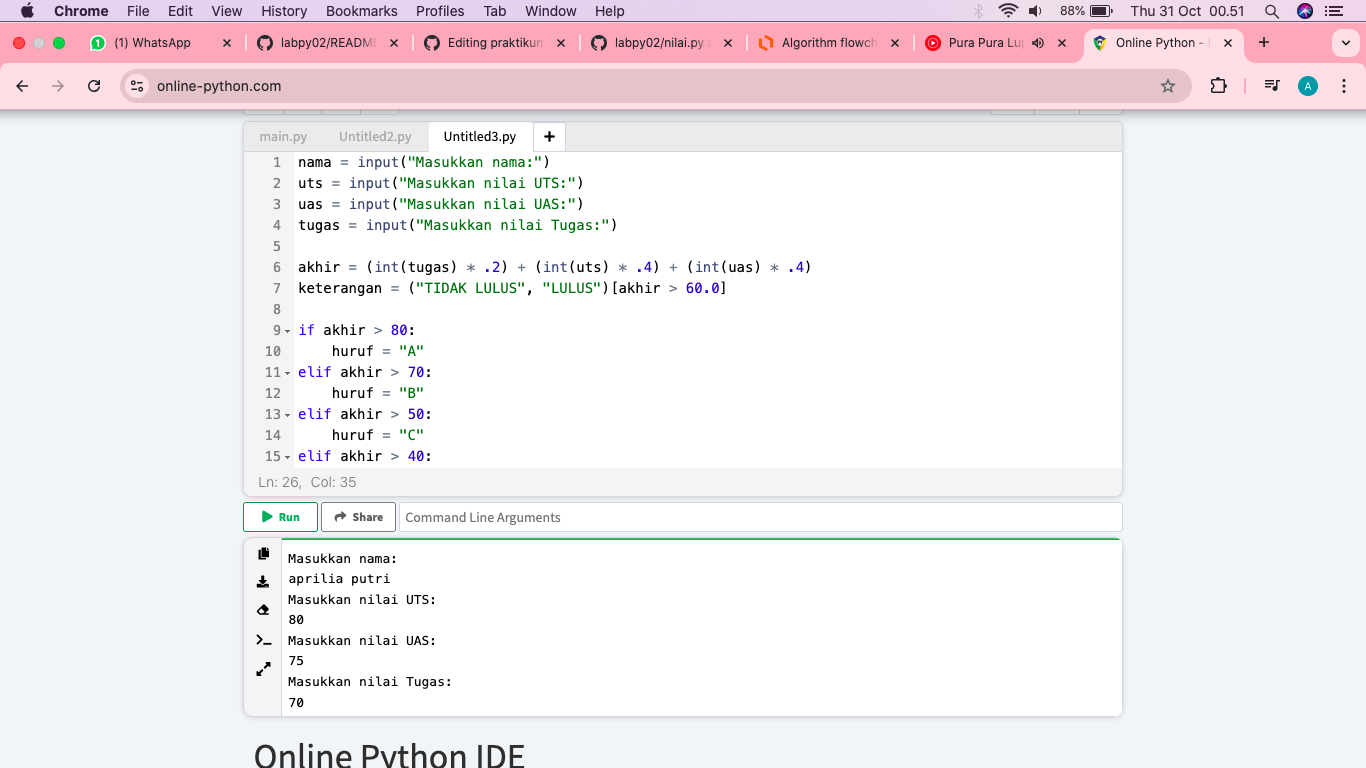 Chrome File Edit View History Bookmarks Profiles Tab Window Help 88% Thu 31 Oct 00.51
1 (1) WhatsApp labpy02/README Editing praktikum labpy02/nilai.py Algorithm flowch Pura Pura Lu Online Python -
online-python.com A
main.py Untitled2.py Untitled3.py +
1 nama = input("Masukkan nama:")
2 uts = input("Masukkan nilai UTS:")
3 uas = input("Masukkan nilai UAS:")
4 tugas = input("Masukkan nilai Tugas:")
5
6 akhir = (int(tugas) * .2) + (int(uts) * .4) + (int(uas) * .4)
7 keterangan = ("TIDAK LULUS", "LULUS")[akhir > 60.0]
8
9 if akhir > 80:
10 huruf = "A"
11 elif akhir > 70:
12 huruf = "B"
13 elif akhir > 50:
14 huruf = "C"
15 elif akhir > 40:
Ln: 26, Col: 35
Run Share Command Line Arguments
Masukkan nama:
aprilia putri
Masukkan nilai UTS:
80
Masukkan nilai UAS:
75
Masukkan nilai Tugas:
70
Online Python IDE